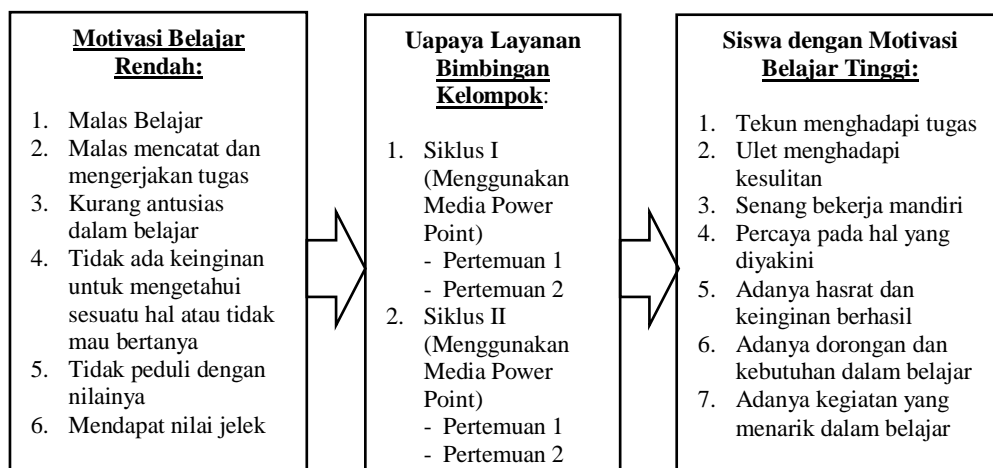 Motivasi Belajar
Rendah:
1. Malas Belajar
2. Malas mencatat dan
mengerjakan tugas
3. Kurang antusias
dalam belajar
4. Tidak ada keinginan
untuk mengetahui
sesuatu hal atau tidak
mau bertanya
5. Tidak peduli dengan
nilainya
6. Mendapat nilai jelek
Uapaya Layanan
Bimbingan
Kelompok:
1. Siklus I
(Menggunakan
Media Power
Point)
- Pertemuan 1
- Pertemuan 2
2. Siklus II
(Menggunakan
Media Power
Point)
- Pertemuan 1
- Pertemuan 2
Siswa dengan Motivasi
Belajar Tinggi:
1. Tekun menghadapi tugas
2. Ulet menghadapi
kesulitan
3. Senang bekerja mandiri
4. Percaya pada hal yang
diyakini
5. Adanya hasrat dan
keinginan berhasil
6. Adanya dorongan dan
kebutuhan dalam belajar
7. Adanya kegiatan yang
menarik dalam belajar